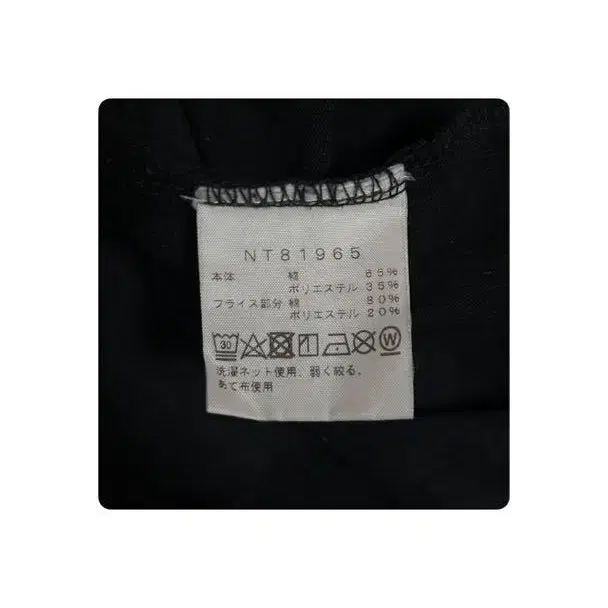 NT81965
本体 綿 65%
ポリエステル 35%
フライス部分 綿 80%
ポリエステル 20%
30 W
洗濯ネット使用、弱く絞る、
あて布使用